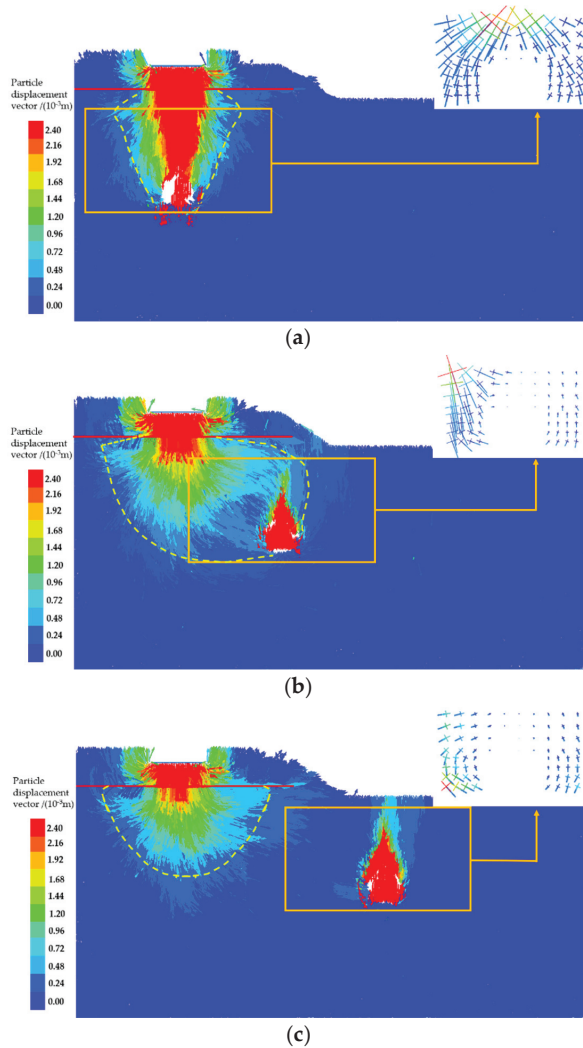 Particle
displacement
vector /(10⁻³m)
2.40
2.16
1.92
1.68
1.44
1.20
0.96
0.72
0.48
0.24
0.00
(a)
Particle
displacement
vector /(10⁻³m)
2.40
2.16
1.92
1.68
1.44
1.20
0.96
0.72
0.48
0.24
0.00
(b)
Particle
displacement
vector /(10⁻³m)
2.40
2.16
1.92
1.68
1.44
1.20
0.96
0.72
0.48
0.24
0.00
(c)